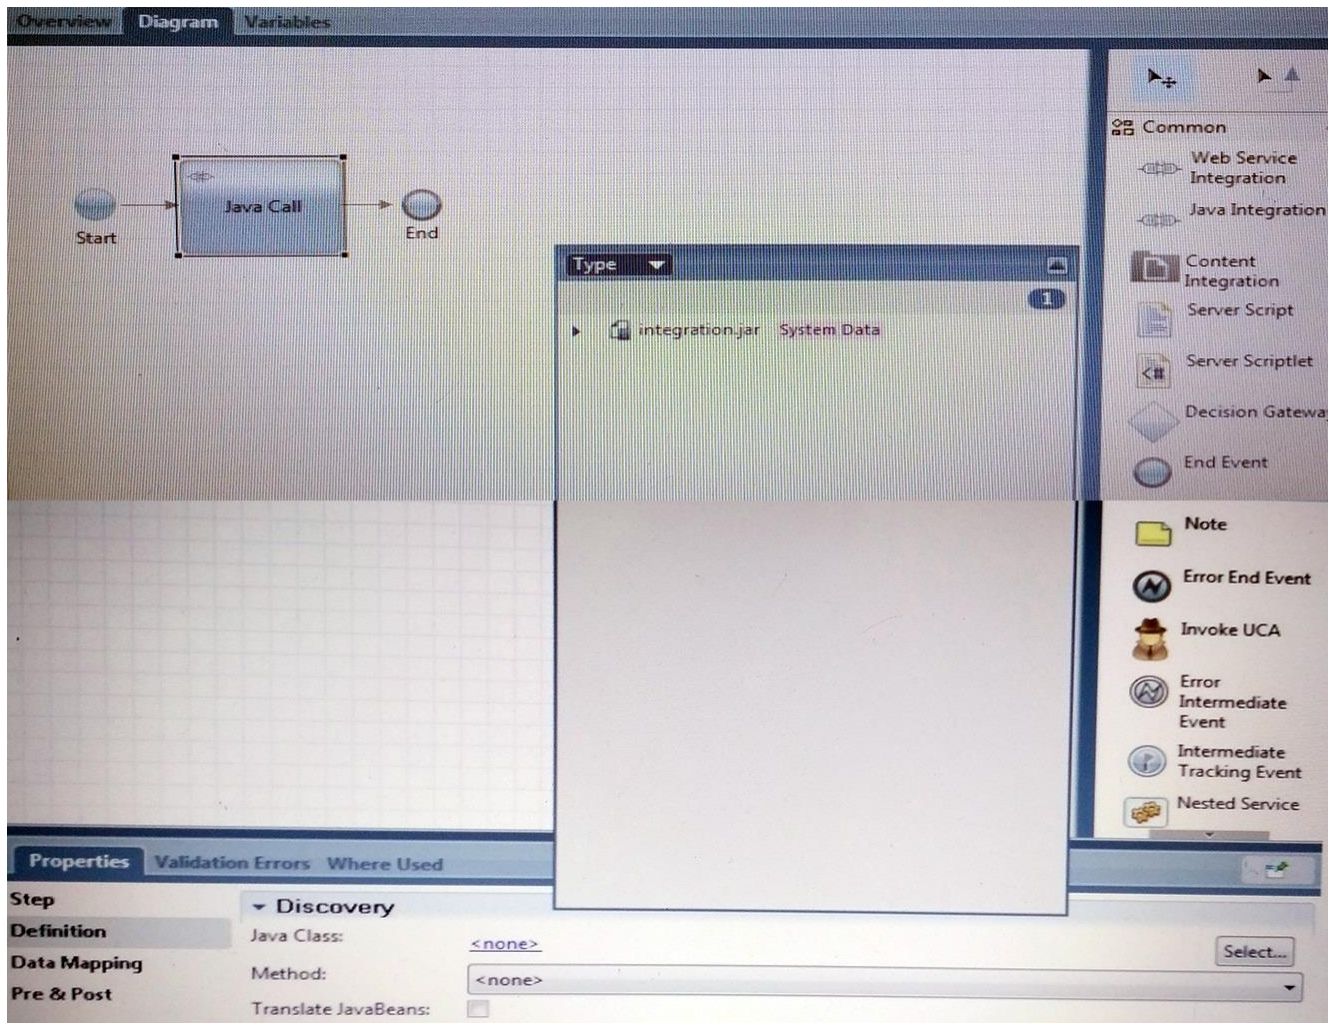 Overview Diagram Variables
Java Call
Start
End
Type
1
integration.jar System Data
Common
Web Service
Integration
Java Integration
Content
Integration
Server Script
Server Scriptlet
<#
Decision Gateway
End Event
Note
Error End Event
Invoke UCA
Error
Intermediate
Event
Intermediate
Tracking Event
Nested Service
Properties Validation Errors Where Used
Step
Definition
Data Mapping
Pre & Post
Discovery
Java Class: <none> Select...
Method: <none>
Translate JavaBeans: